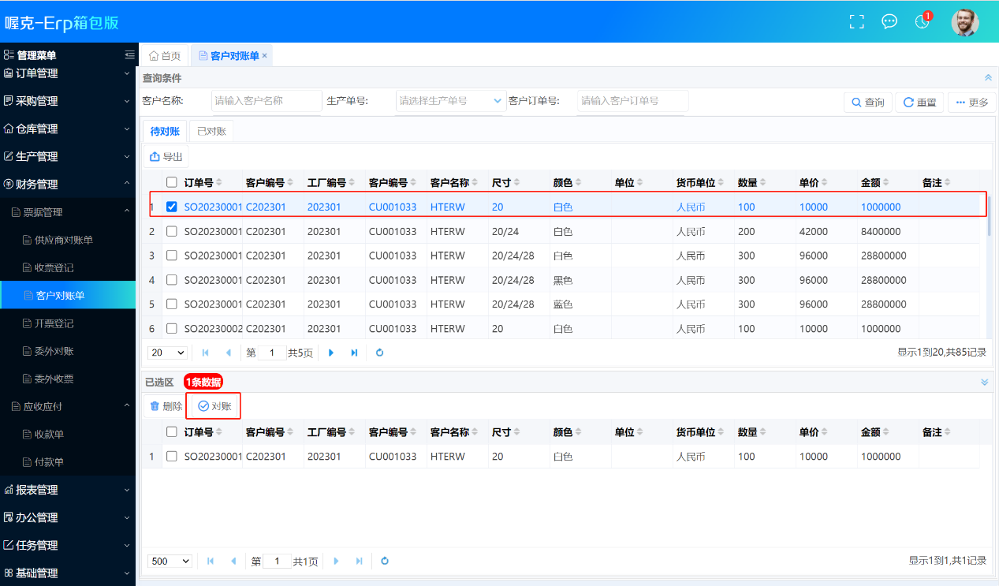 喔克-Erp箱包版
1
管理菜单
首页
客户对账单 ×
订单管理
采购管理
仓库管理
生产管理
财务管理
票据管理
供应商对账单
收票登记
客户对账单
开票登记
委外对账
委外收票
应收应付
收款单
付款单
报表管理
办公管理
任务管理
基础管理
查询条件
客户名称: 请输入客户名称 生产单号: 请选择生产单号 客户订单号: 请输入客户订单号 查询 重置 更多
待对账 已对账
导出
订单号 客户编号 工厂编号 客户编号 客户名称 尺寸 颜色 单位 货币单位 数量 单价 金额 备注
1 SO20230001 C202301 202301 CU001033 HTERW 20 白色 人民币 100 10000 1000000
2 SO20230001 C202301 202301 CU001033 HTERW 20/24 白色 人民币 200 42000 8400000
3 SO20230001 C202301 202301 CU001033 HTERW 20/24/28 白色 人民币 300 96000 28800000
4 SO20230001 C202301 202301 CU001033 HTERW 20/24/28 黑色 人民币 300 96000 28800000
5 SO20230001 C202301 202301 CU001033 HTERW 20/24/28 蓝色 人民币 300 96000 28800000
6 SO20230002 C202301 202301 CU001033 HTERW 20 白色 人民币 100 10000 1000000
20 第 1 共5页 显示1到20,共85记录
已选区 1条数据
删除 对账
订单号 客户编号 工厂编号 客户编号 客户名称 尺寸 颜色 单位 货币单位 数量 单价 金额 备注
1 SO20230001 C202301 202301 CU001033 HTERW 20 白色 人民币 100 10000 1000000
500 第 1 共1页 显示1到1,共1记录